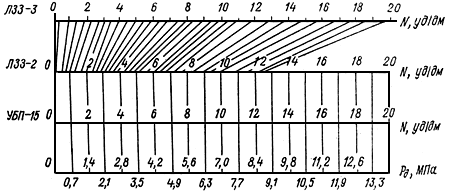 ЛЗЗ-3 0 2 4 6 8 10 12 14 16 18 20 N, уд/дм
ЛЗЗ-2 0 2 4 6 8 10 12 14 16 18 20 N, уд/дм
УБП-15 0 2 4 6 8 10 12 14 16 18 20 N, уд/дм
0 1,4 2,8 4,2 5,6 7,0 8,4 9,8 11,2 12,6 Pд, МПа
0,7 2,1 3,5 4,9 6,3 7,7 9,1 10,5 11,9 13,3